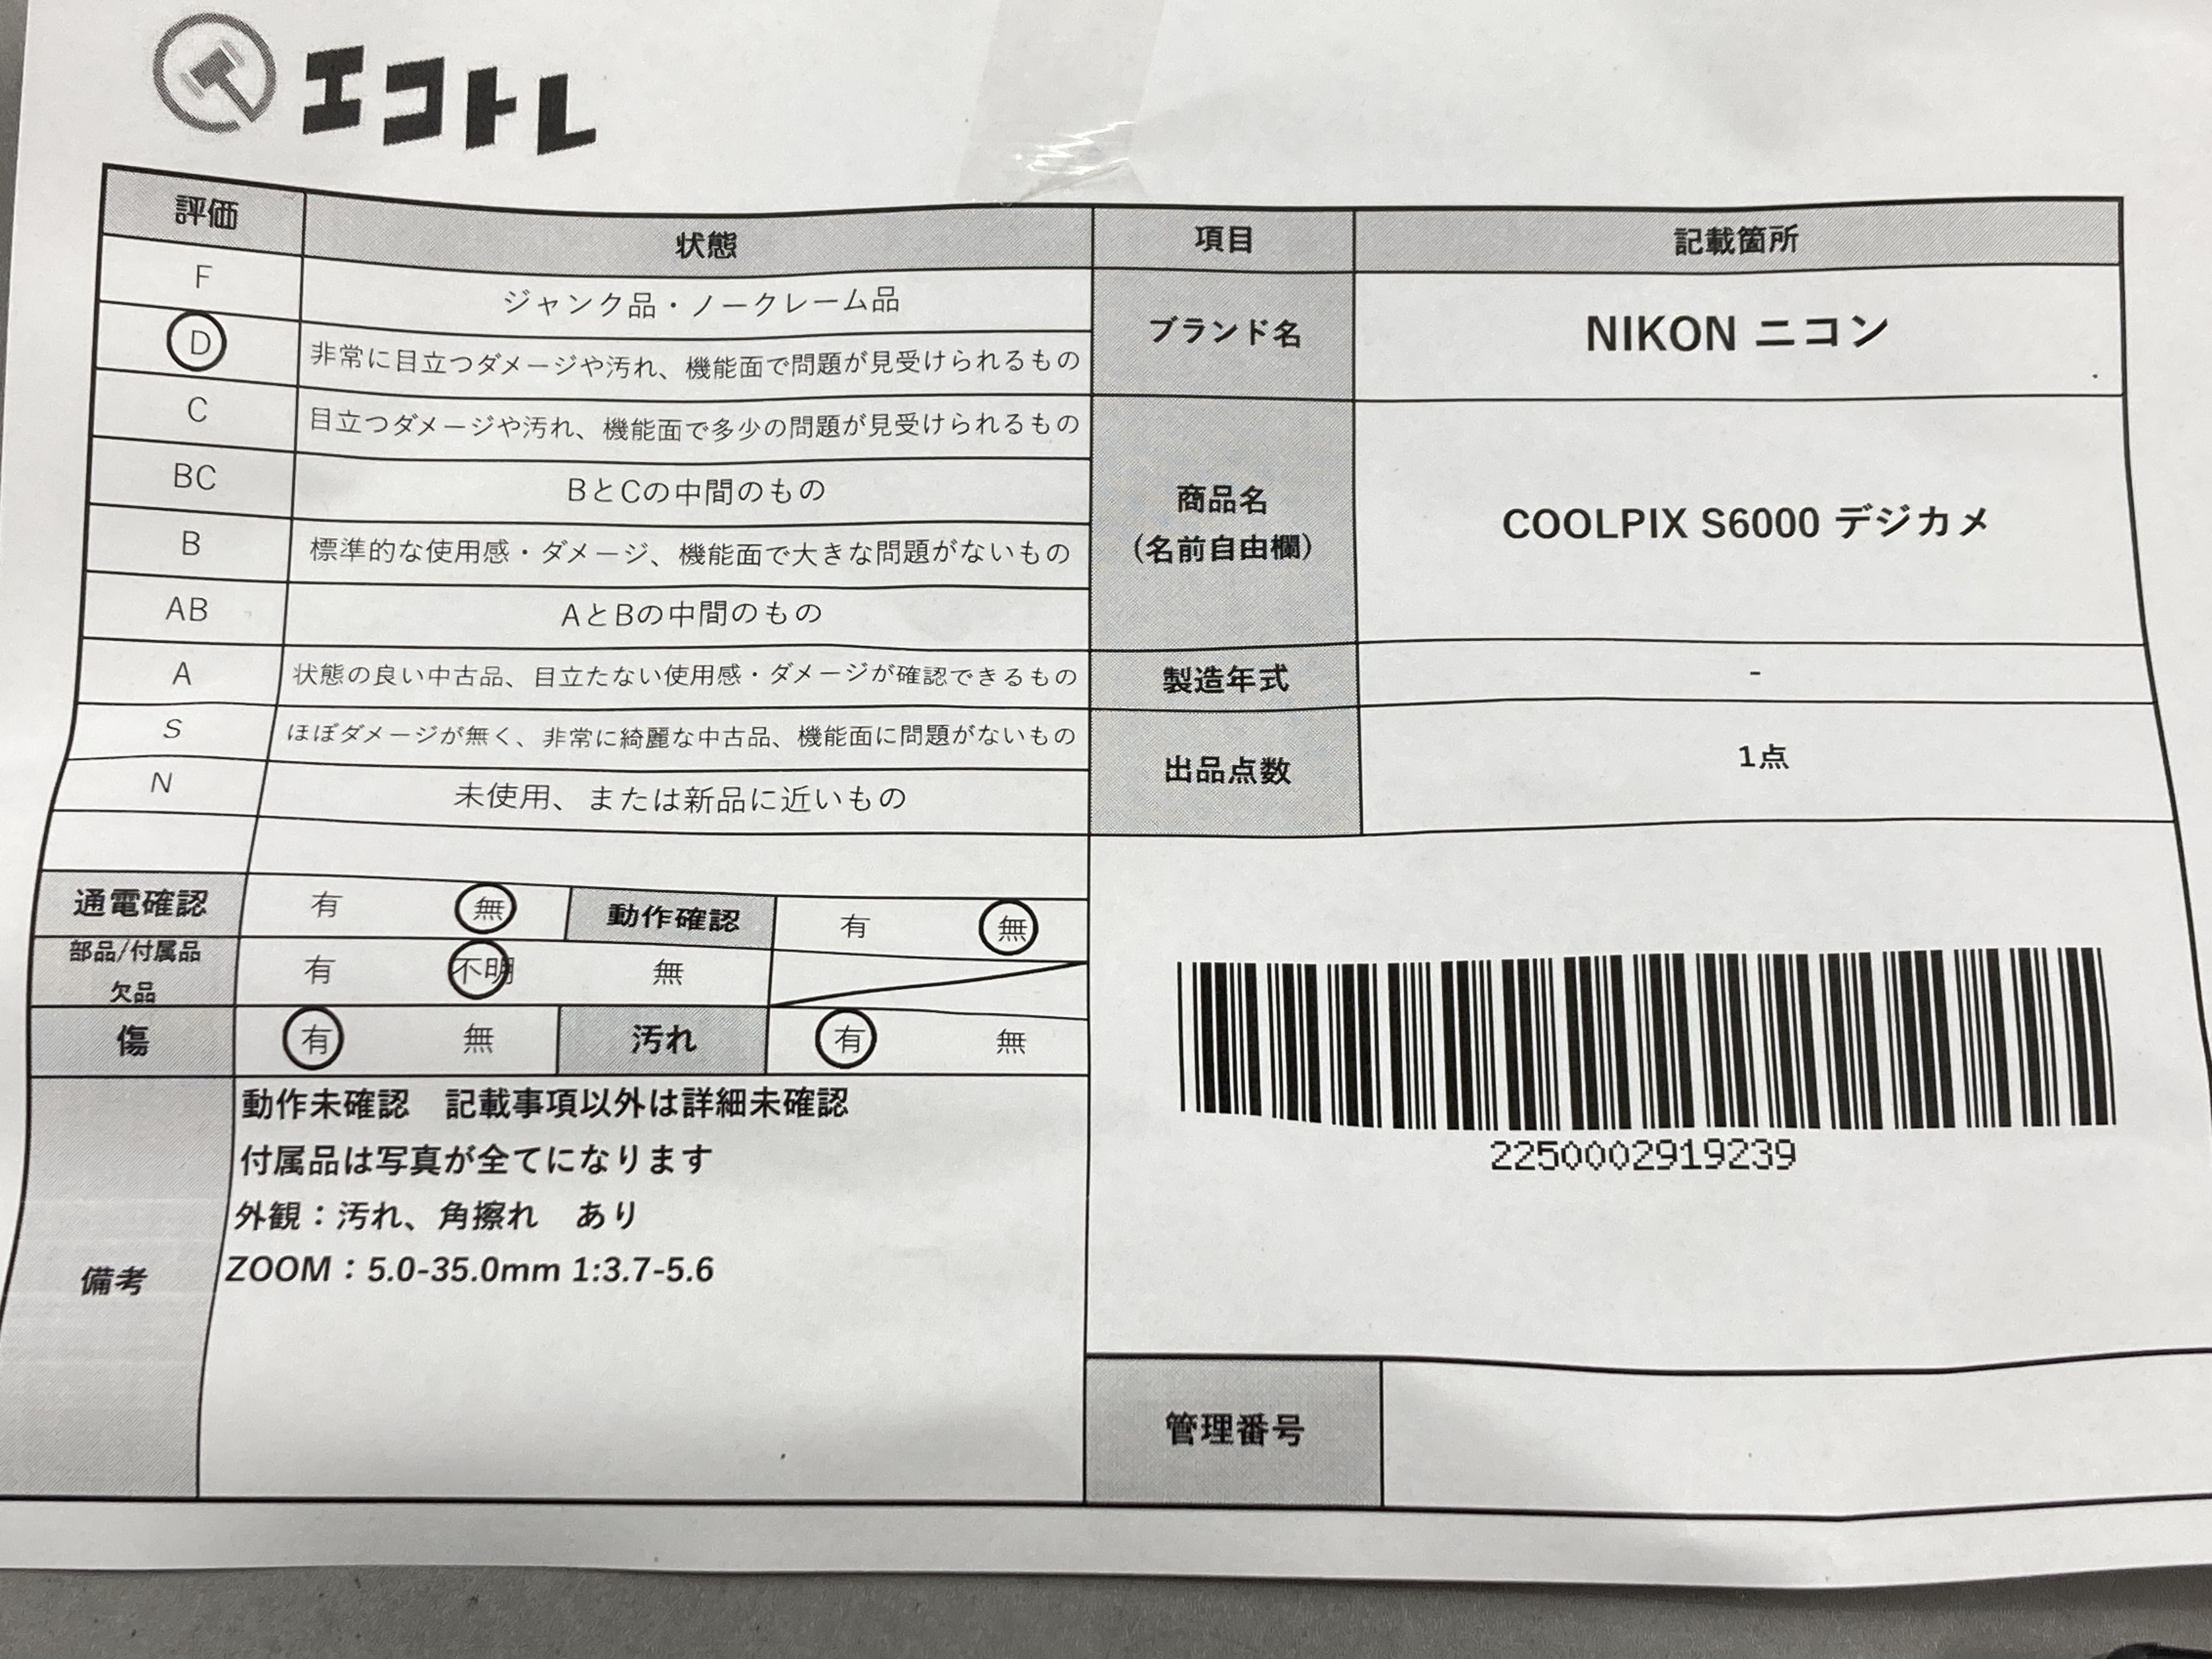 エコトレ
評価 状態 項目 記載箇所
F ジャンク品・ノークレーム品
D 非常に目立つダメージや汚れ、機能面で問題が見受けられるもの
ブランド名 NIKON ニコン
C 目立つダメージや汚れ、機能面で多少の問題が見受けられるもの
BC BとCの中間のもの
B 標準的な使用感・ダメージ、機能面で大きな問題がないもの
AB AとBの中間のもの
商品名
(名前自由欄)
COOLPIX S6000 デジカメ
A 状態の良い中古品、目立たない使用感・ダメージが確認できるもの
製造年式 -
S ほぼダメージが無く、非常に綺麗な中古品、機能面に問題がないもの
N 未使用、または新品に近いもの
出品点数 1点
通電確認 有 無 動作確認 有 無
部品/付属品
欠品
有 不明 無
傷 有 無 汚れ 有 無
備考
動作未確認 記載事項以外は詳細未確認
付属品は写真が全てになります
外観：汚れ、角擦れ あり
ZOOM：5.0-35.0mm 1:3.7-5.6
2250002919239
管理番号